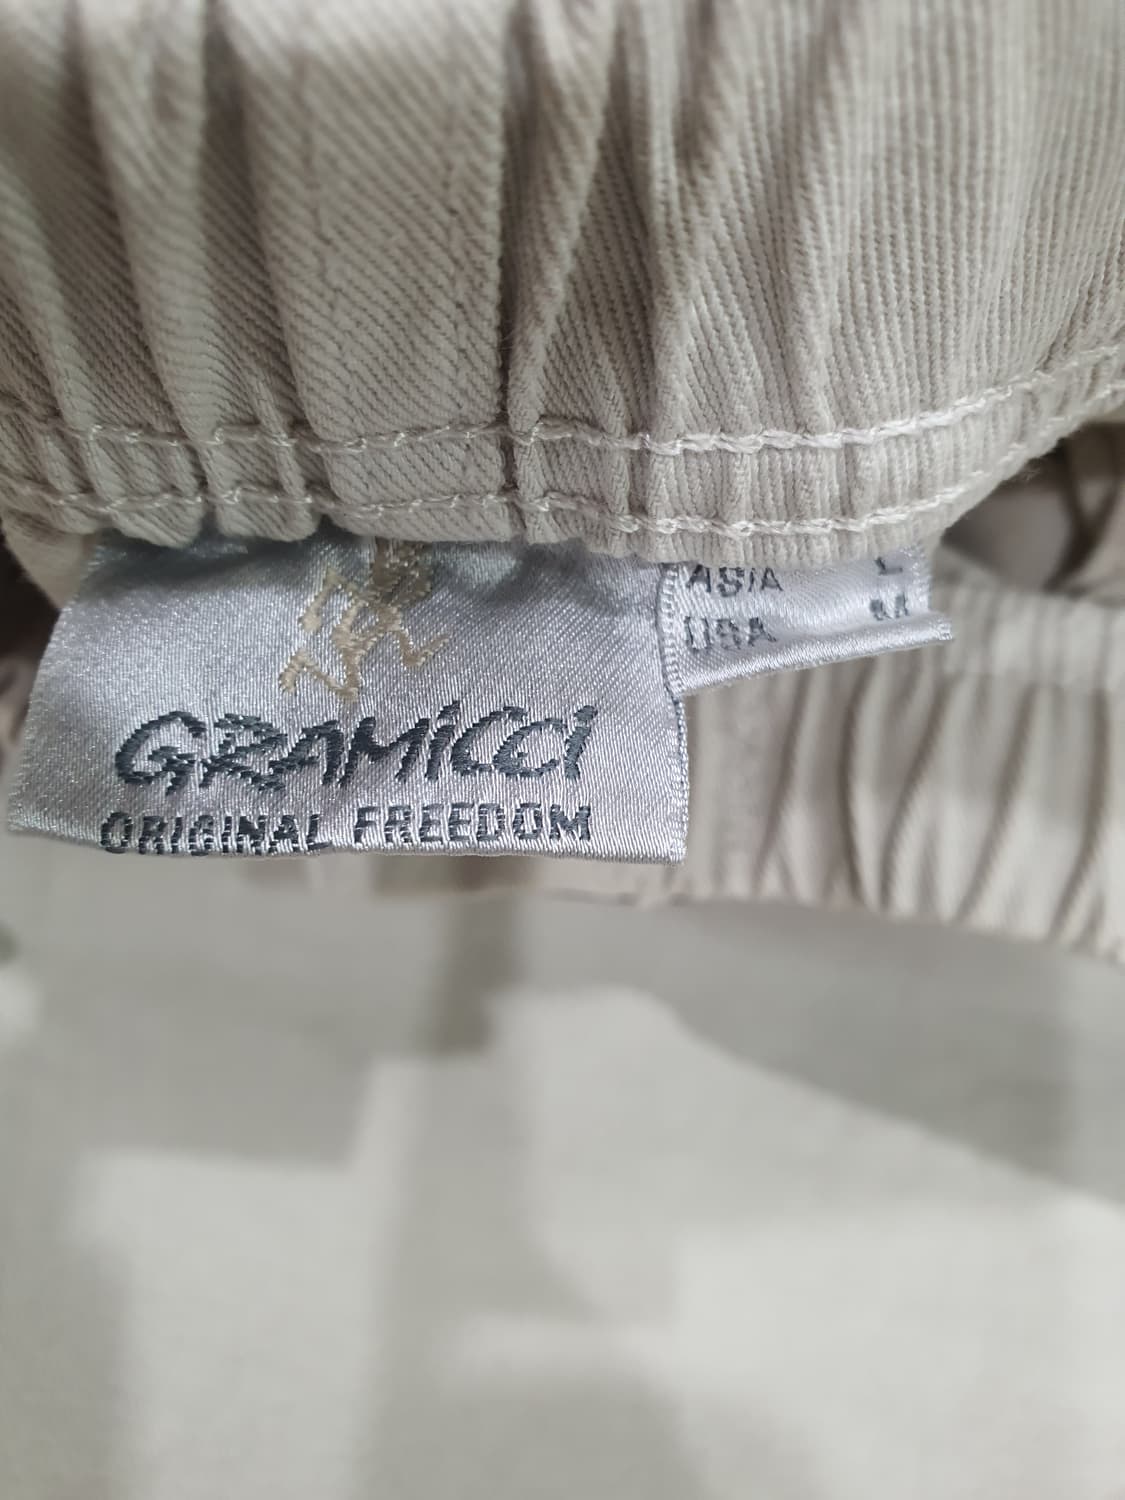 GRAMiCCi
ORIGINAL FREEDOM
ASIA L
USA M